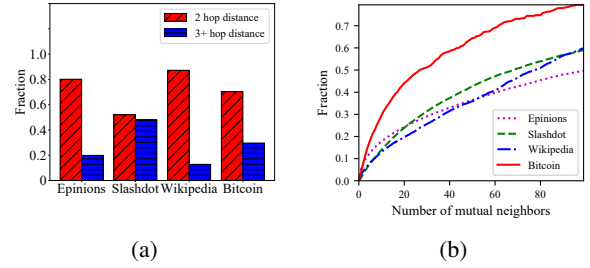 2 hop distance
3+ hop distance
Fraction
1.0
0.8
0.6
0.4
0.2
0
Epinions Slashdot Wikipedia Bitcoin
(a)
Fraction
0.7
0.6
0.5
0.4
0.3
0.2
0.1
0.0
Epinions
Slashdot
Wikipedia
Bitcoin
0 20 40 60 80
Number of mutual neighbors
(b)